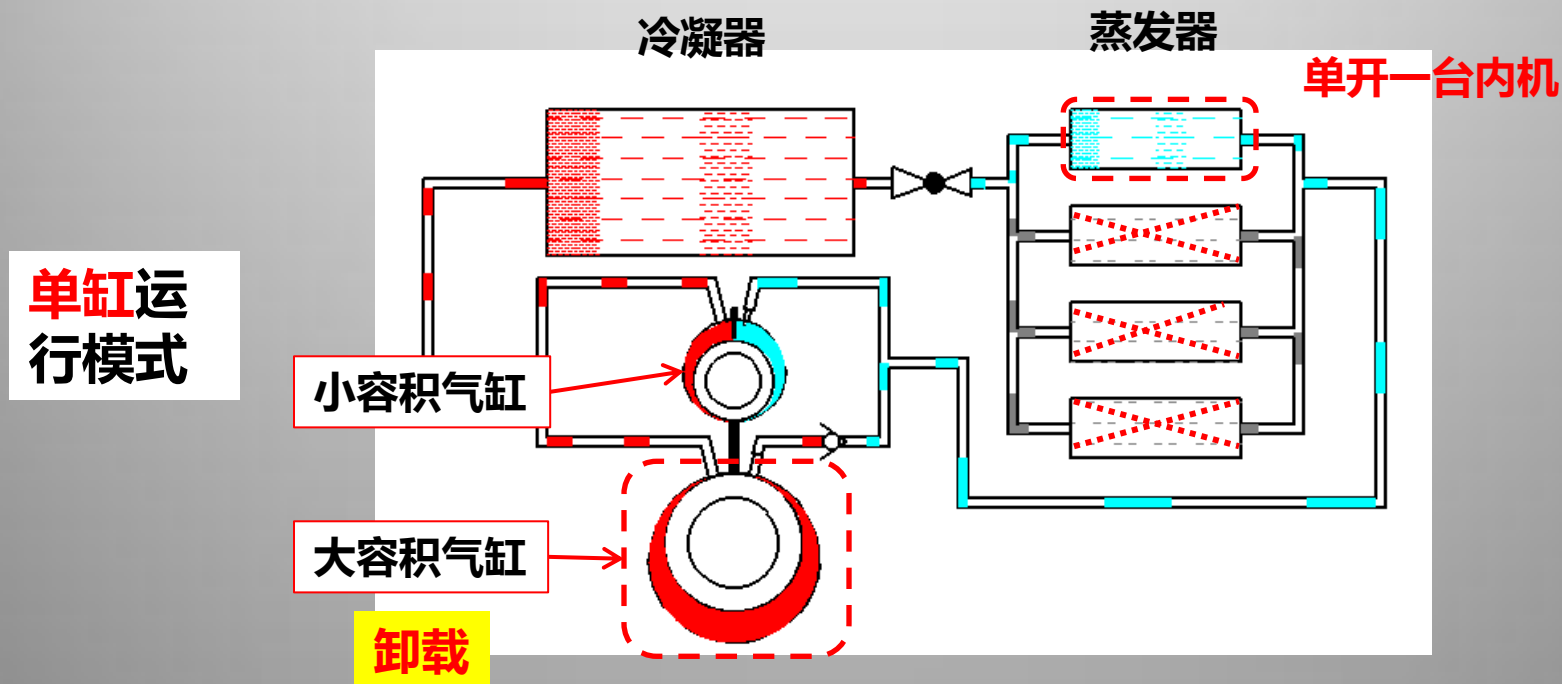 冷凝器
蒸发器
单开一台内机
单缸运
行模式
小容积气缸
大容积气缸
卸载